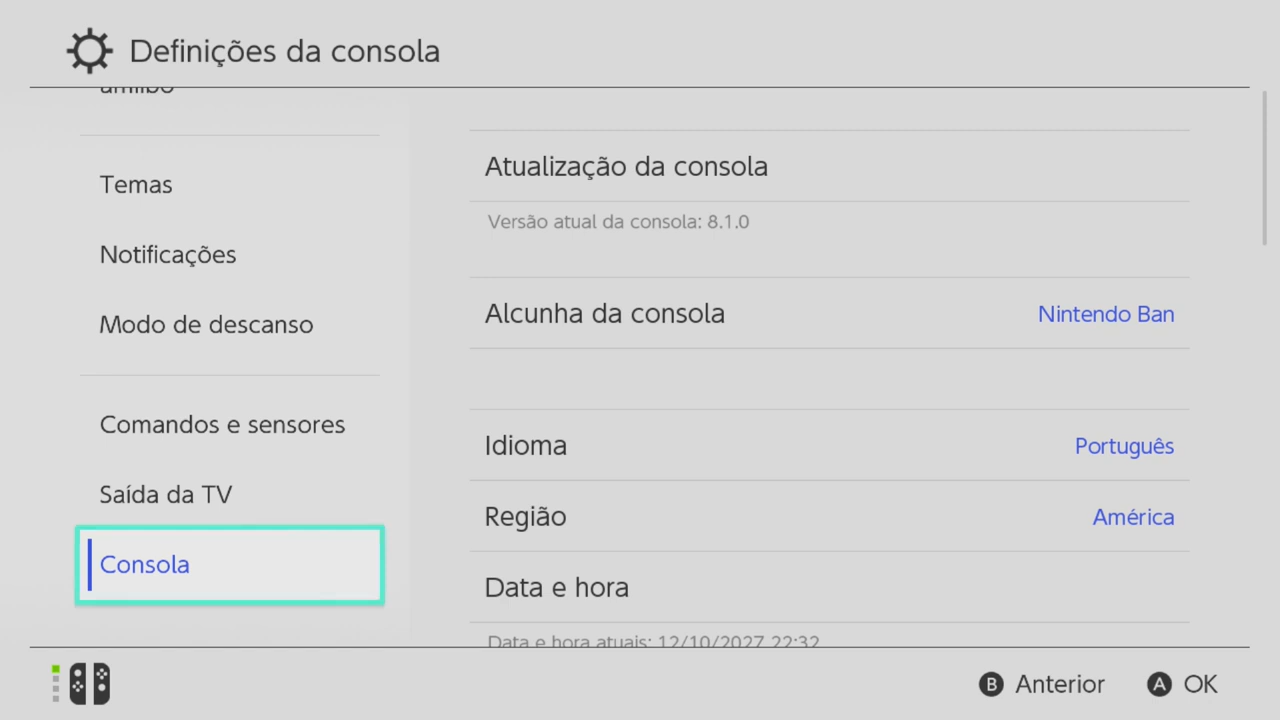 Definições da consola
amiibo
Temas
Notificações
Modo de descanso
Comandos e sensores
Saída da TV
Consola
Atualização da consola
Versão atual da consola: 8.1.0
Alcunha da consola
Nintendo Ban
Idioma
Português
Região
América
Data e hora
Data e hora atuais: 12/10/2027 22:32
B Anterior
A OK